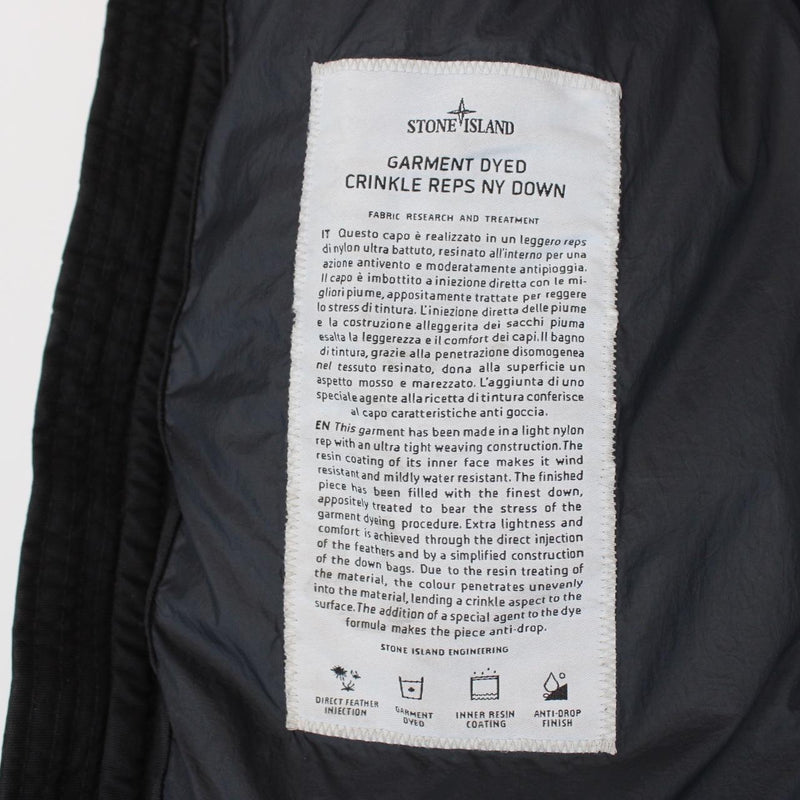 STONE ISLAND
GARMENT DYED
CRINKLE REPS NY DOWN
FABRIC RESEARCH AND TREATMENT
IT Questo capo è realizzato in un leggero reps
di nylon ultra battuto, resinato all'interno per una
azione antivento e moderatamente antipioggia.
Il capo è imbottito a iniezione diretta con le mi-
gliori piume, appositamente trattate per reggere
lo stress di tintura. L'iniezione diretta delle piume
e la costruzione alleggerita dei sacchi piuma
esalta la leggerezza e il comfort dei capi. Il bagno
di tintura, grazie alla penetrazione disomogenea
nel tessuto resinato, dona alla superficie un
aspetto mosso e marezzato. L'aggiunta di uno
speciale agente alla ricetta di tintura conferisce
al capo caratteristiche anti goccia.
EN This garment has been made in a light nylon
rep with an ultra tight weaving construction. The
resin coating of its inner face makes it wind
resistant and mildly water resistant. The finished
piece has been filled with the finest down,
appositely treated to bear the stress of the
garment dyeing procedure. Extra lightness and
comfort is achieved through the direct injection
of the feathers and by a simplified construction
of the down bags. Due to the resin treating of
the material, the colour penetrates unevenly
into the material, lending a crinkle aspect to the
surface. The addition of a special agent to the dye
formula makes the piece anti-drop.
STONE ISLAND ENGINEERING
DIRECT FEATHER
INJECTION
GARMENT
DYED
INNER RESIN
COATING
ANTI-DROP
FINISH